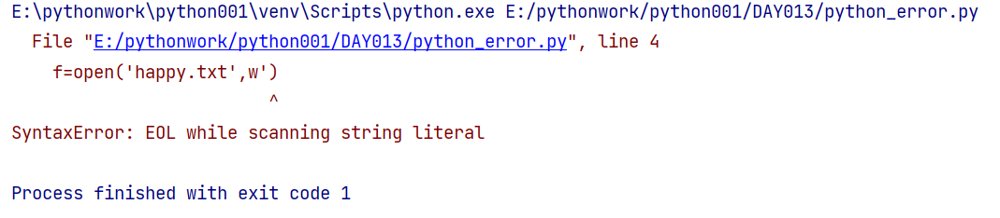 E:\pythonwork\python001\venv\Scripts\python.exe E:/pythonwork/python001/DAY013/python_error.py
  File "E:/pythonwork/python001/DAY013/python_error.py", line 4
    f=open('happy.txt',w')
                         ^
SyntaxError: EOL while scanning string literal
Process finished with exit code 1